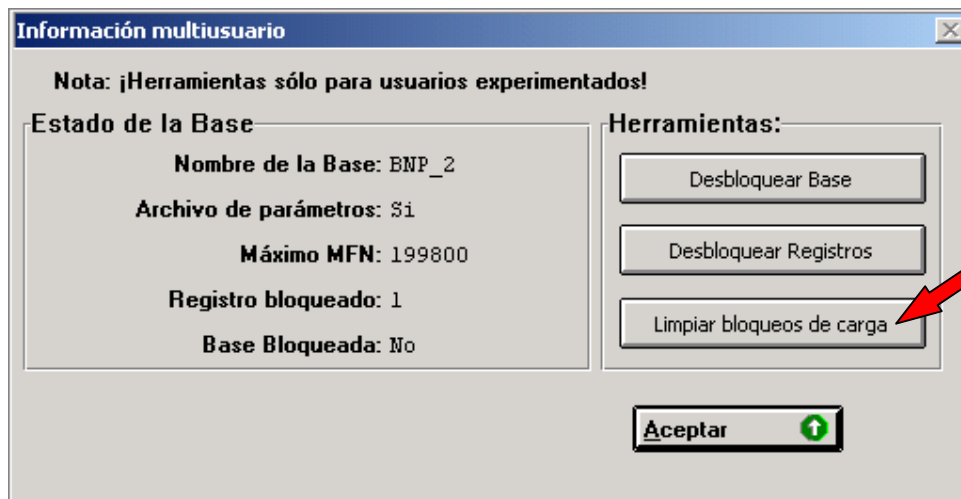 Información multiusuario
Nota: ¡Herramientas sólo para usuarios experimentados!
Estado de la Base
Nombre de la Base: BNP_2
Archivo de parámetros: Si
Máximo MFN: 199800
Registro bloqueado: 1
Base Bloqueada: No
Herramientas:
Desbloquear Base
Desbloquear Registros
Limpiar bloqueos de carga
Aceptar